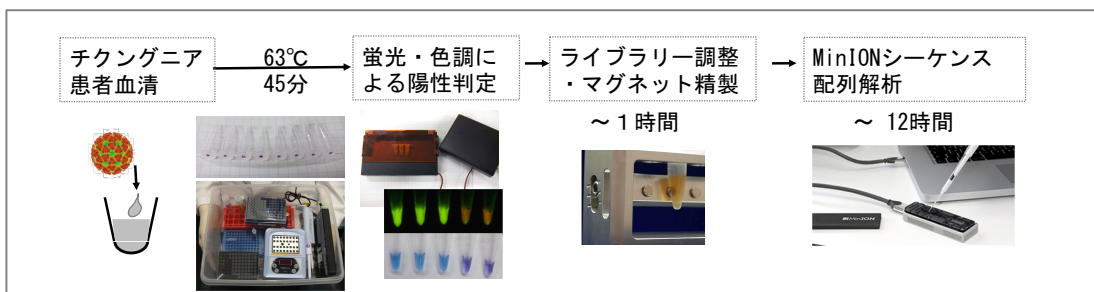 チクングニア
患者血清
63℃
45分
蛍光・色調に
よる陽性判定
ライブラリー調整
・マグネット精製
～１時間
MinIONシーケンス
配列解析
～ 12時間
MinION